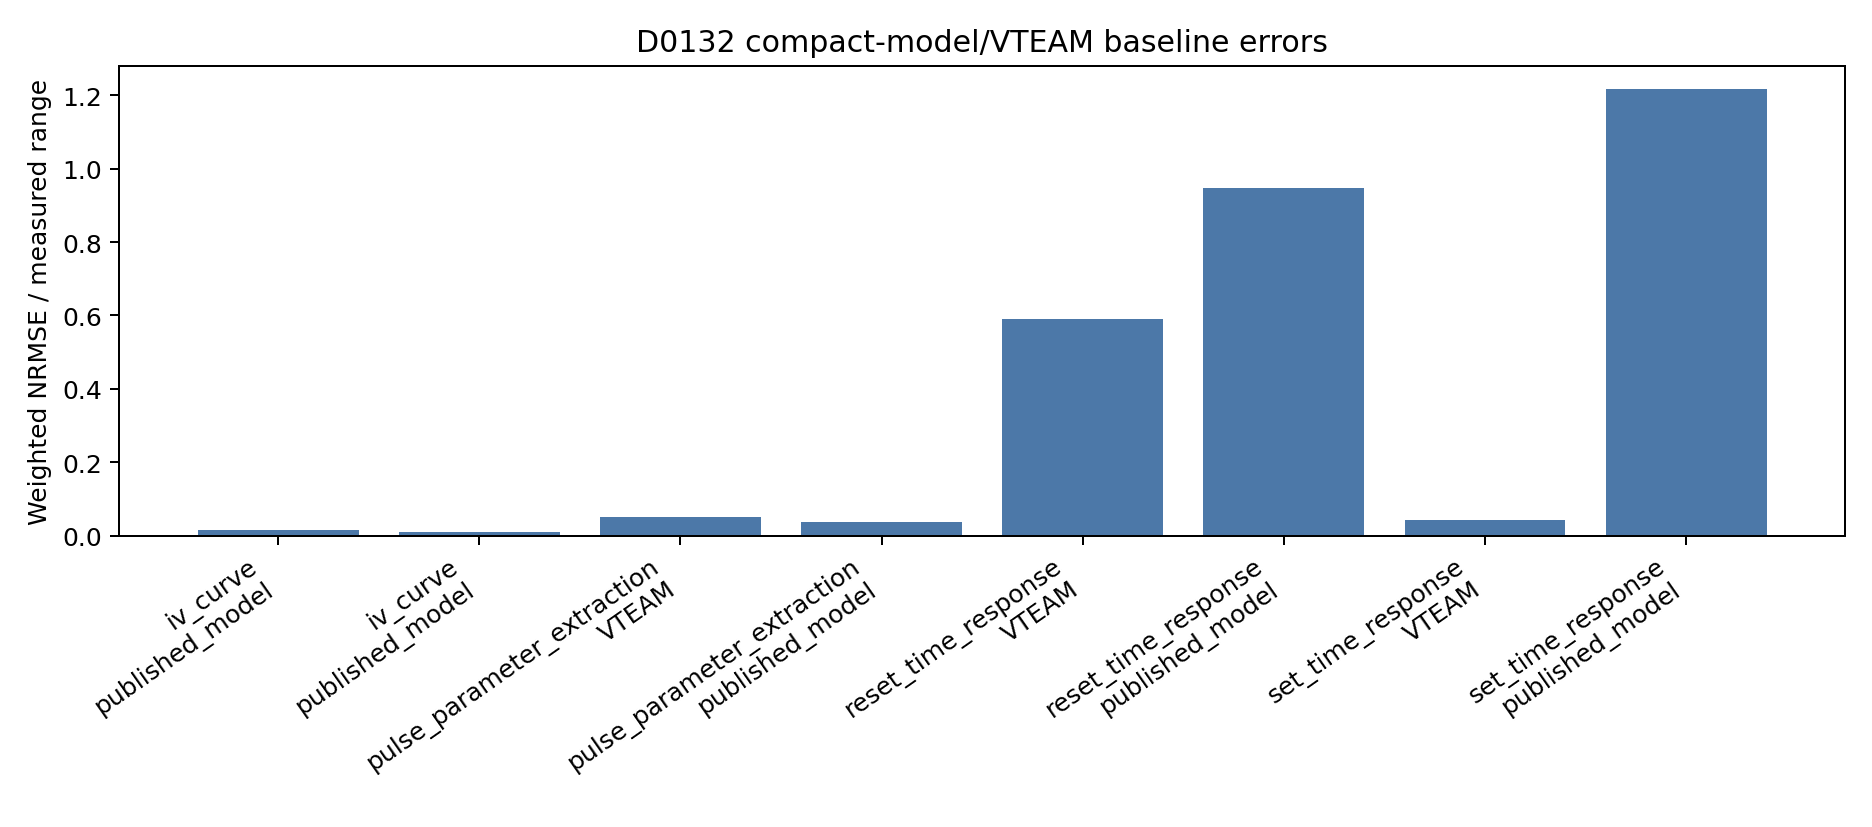 D0132 compact-model/VTEAM baseline errors
Weighted NRMSE / measured range
1.2
1.0
0.8
0.6
0.4
0.2
0.0
iv_curve
published_model
iv_curve
published_model
pulse_parameter_extraction
VTEAM
pulse_parameter_extraction
published_model
reset_time_response
VTEAM
reset_time_response
published_model
set_time_response
VTEAM
set_time_response
published_model